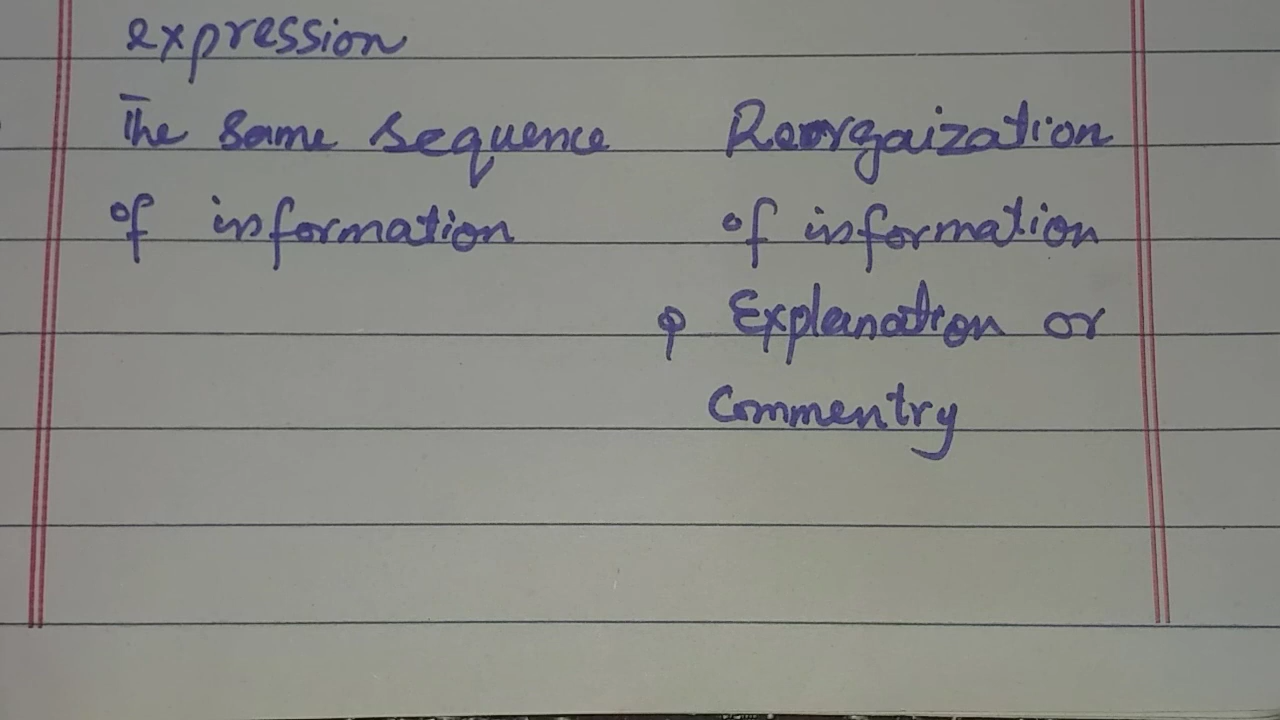 expression
The same sequence
of information
Reorgaization
of information
Explanation or
Commentry